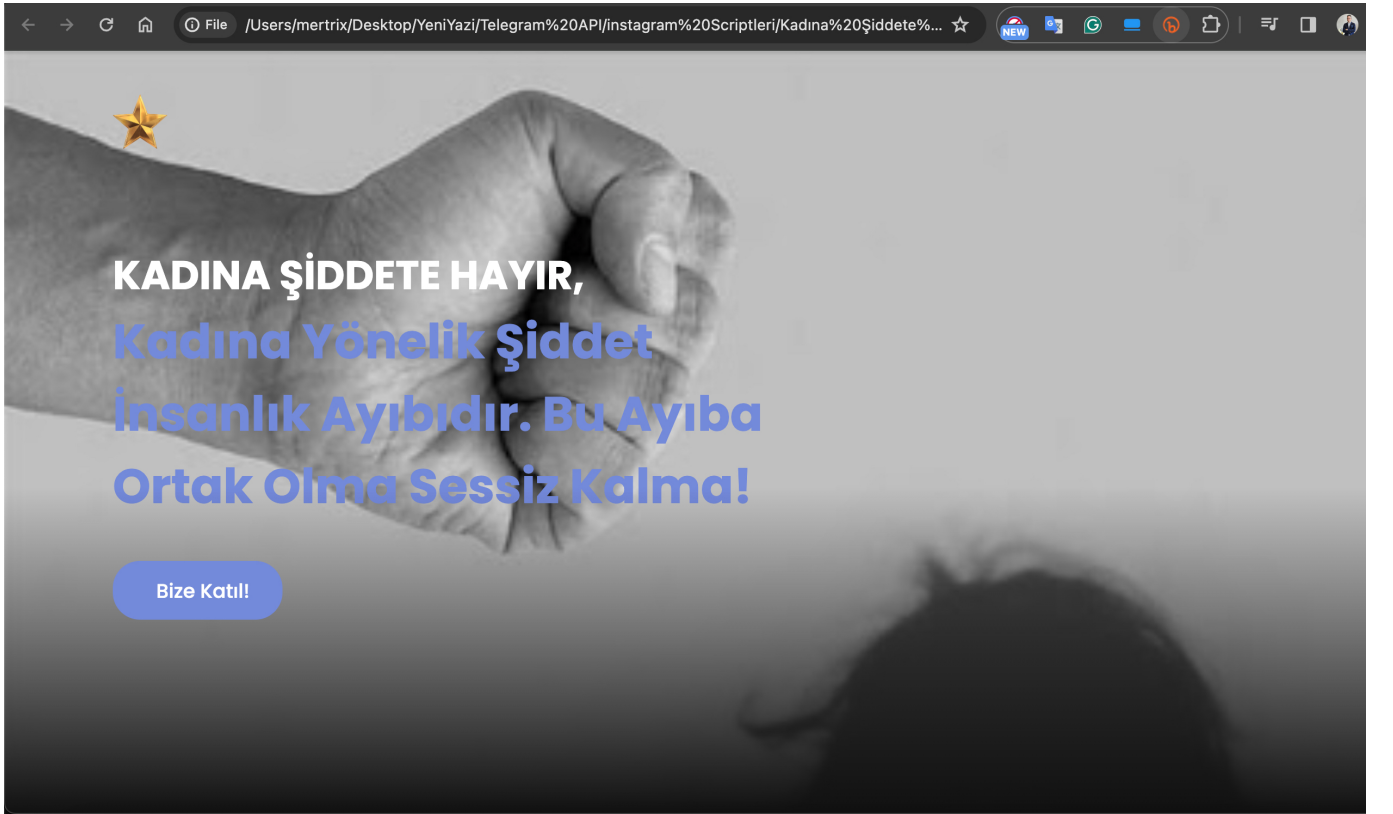 File /Users/mertrix/Desktop/YeniYazi/Telegram%20API/instagram%20Scriptleri/Kadına%20Şiddete%...
NEW
KADINA ŞİDDETE HAYIR,
Kadına Yönelik Şiddet
İnsanlık Ayıbıdır. Bu Ayıba
Ortak Olma Sessiz Kalma!
Bize Katıl!